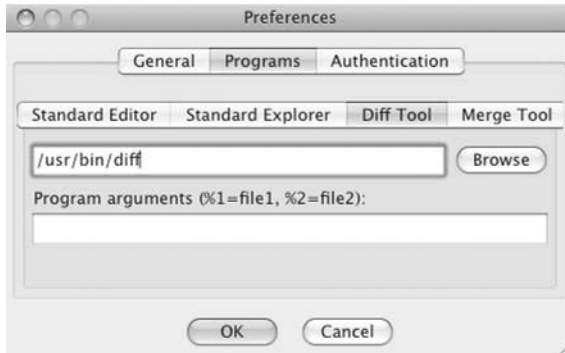 Preferences
General Programs Authentication
Standard Editor Standard Explorer Diff Tool Merge Tool
/usr/bin/diff Browse
Program arguments (%1=file1, %2=file2):
OK Cancel